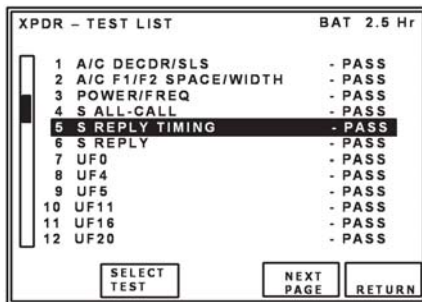 XPDR – TEST LIST BAT 2.5 Hr
1 A/C DECDR/SLS - PASS
2 A/C F1/F2 SPACE/WIDTH - PASS
3 POWER/FREQ - PASS
4 S ALL-CALL - PASS
5 S REPLY TIMING - PASS
6 S REPLY - PASS
7 UF0 - PASS
8 UF4 - PASS
9 UF5 - PASS
10 UF11 - PASS
11 UF16 - PASS
12 UF20 - PASS
SELECT
TEST
NEXT
PAGE
RETURN